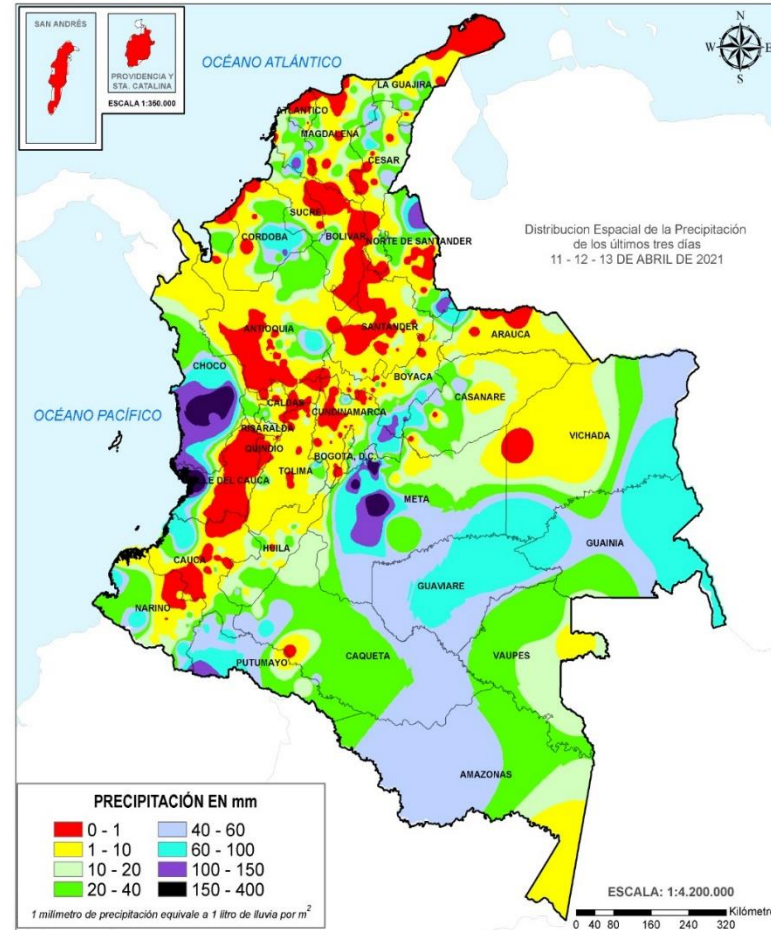 SAN ANDRÉS
PROVIDENCIA Y
STA. CATALINA
ESCALA 1:350.000
OCÉANO ATLÁNTICO
N
W
E
S
LA GUAJIRA
ATLANTICO
MAGDALENA
CESAR
SUCRE
CORDOBA
BOLIVAR
NORTE DE SANTANDER
Distribucion Espacial de la Precipitación
de los últimos tres días
11 - 12 - 13 DE ABRIL DE 2021
ANTIOQUIA
SANTANDER
ARAUCA
CHOCO
BOYACA
CASANARE
OCÉANO PACÍFICO
CALDAS
CUNDINAMARCA
RISARALDA
VICHADA
QUINDIO
BOGOTA, D.C.
TOLIMA
VALLE DEL CAUCA
META
GUAINIA
HUILA
CAUCA
GUAVIARE
NARINO
CAQUETA
VAUPES
PUTUMAYO
AMAZONAS
PRECIPITACIÓN EN mm
0 - 1
40 - 60
1 - 10
60 - 100
10 - 20
100 - 150
20 - 40
150 - 400
1 milimetro de precipitación equivale a 1 litro de lluvia por m²
ESCALA: 1:4.200.000
Kilómetro
0 40 80 160 240 320